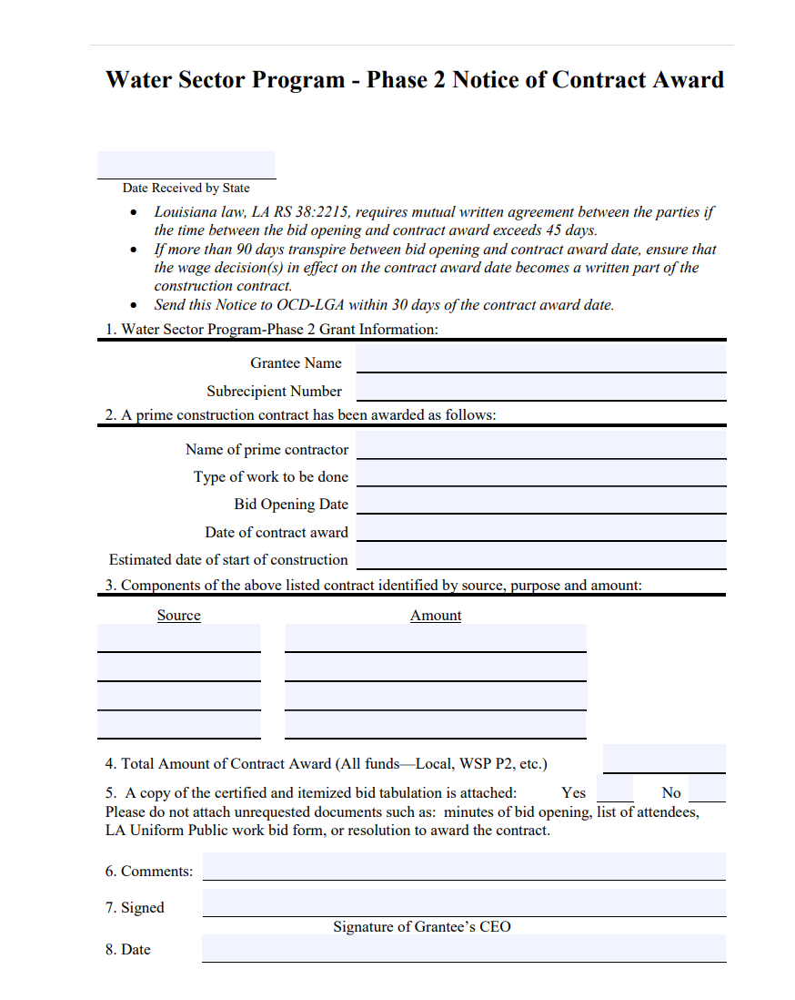 Water Sector Program - Phase 2 Notice of Contract Award
Date Received by State
• Louisiana law, LA RS 38:2215, requires mutual written agreement between the parties if
the time between the bid opening and contract award exceeds 45 days.
• If more than 90 days transpire between bid opening and contract award date, ensure that
the wage decision(s) in effect on the contract award date becomes a written part of the
construction contract.
• Send this Notice to OCD-LGA within 30 days of the contract award date.
1. Water Sector Program-Phase 2 Grant Information:
Grantee Name
Subrecipient Number
2. A prime construction contract has been awarded as follows:
Name of prime contractor
Type of work to be done
Bid Opening Date
Date of contract award
Estimated date of start of construction
3. Components of the above listed contract identified by source, purpose and amount:
Source Amount
4. Total Amount of Contract Award (All funds—Local, WSP P2, etc.)
5. A copy of the certified and itemized bid tabulation is attached: Yes No
Please do not attach unrequested documents such as: minutes of bid opening, list of attendees,
LA Uniform Public work bid form, or resolution to award the contract.
6. Comments:
7. Signed
Signature of Grantee’s CEO
8. Date